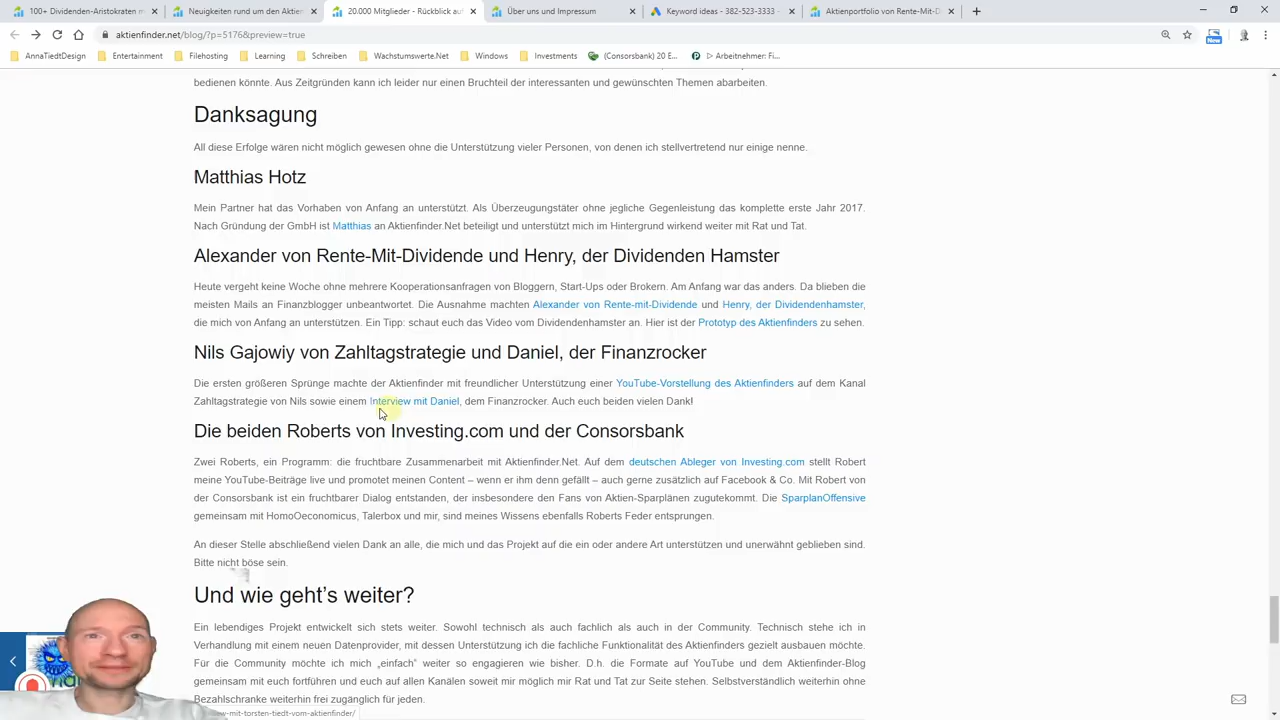 100+ Dividenden-Aristokraten m
Neuigkeiten rund um den Aktien
20.000 Mitglieder - Rückblick auf
Über uns und Impressum
Keyword ideas - 382-523-3333 -
Aktienportfolio von Rente-Mit-D
aktienfinder.net/blog/?p=5176&preview=true
New
AnnaTiedtDesign
Entertainment
Filehosting
Learning
Schreiben
Wachstumswerte.Net
Windows
Investments
(Consorsbank) 20 E...
▷ Arbeitnehmer: Fi...
bedienen könnte. Aus Zeitgründen kann ich leider nur einen Bruchteil der interessanten und gewünschten Themen abarbeiten.
Danksagung
All diese Erfolge wären nicht möglich gewesen ohne die Unterstützung vieler Personen, von denen ich stellvertretend nur einige nenne.
Matthias Hotz
Mein Partner hat das Vorhaben von Anfang an unterstützt. Als Überzeugungstäter ohne jegliche Gegenleistung das komplette erste Jahr 2017.
Nach Gründung der GmbH ist Matthias an Aktienfinder.Net beteiligt und unterstützt mich im Hintergrund wirkend weiter mit Rat und Tat.
Alexander von Rente-Mit-Dividende und Henry, der Dividenden Hamster
Heute vergeht keine Woche ohne mehrere Kooperationsanfragen von Bloggern, Start-Ups oder Brokern. Am Anfang war das anders. Da blieben die
meisten Mails an Finanzblogger unbeantwortet. Die Ausnahme machten Alexander von Rente-mit-Dividende und Henry, der Dividendenhamster,
die mich von Anfang an unterstützen. Ein Tipp: schaut euch das Video vom Dividendenhamster an. Hier ist der Prototyp des Aktienfinders zu sehen.
Nils Gajowiy von Zahltagstrategie und Daniel, der Finanzrocker
Die ersten größeren Sprünge machte der Aktienfinder mit freundlicher Unterstützung einer YouTube-Vorstellung des Aktienfinders auf dem Kanal
Zahltagstrategie von Nils sowie einem Interview mit Daniel, dem Finanzrocker. Auch euch beiden vielen Dank!
Die beiden Roberts von Investing.com und der Consorsbank
Zwei Roberts, ein Programm: die fruchtbare Zusammenarbeit mit Aktienfinder.Net. Auf dem deutschen Ableger von Investing.com stellt Robert
meine YouTube-Beiträge live und promotet meinen Content – wenn er ihm denn gefällt – auch gerne zusätzlich auf Facebook & Co. Mit Robert von
der Consorsbank ist ein fruchtbarer Dialog entstanden, der insbesondere den Fans von Aktien-Sparplänen zugutekommt. Die SparplanOffensive
gemeinsam mit HomoOeconomicus, Talerbox und mir, sind meines Wissens ebenfalls Roberts Feder entsprungen.
An dieser Stelle abschließend vielen Dank an alle, die mich und das Projekt auf die ein oder andere Art unterstützen und unerwähnt geblieben sind.
Bitte nicht böse sein.
Und wie geht's weiter?
Ein lebendiges Projekt entwickelt sich stets weiter. Sowohl technisch als auch fachlich als auch in der Community. Technisch stehe ich in
Verhandlung mit einem neuen Datenprovider, mit dessen Unterstützung ich die fachliche Funktionalität des Aktienfinders gezielt ausbauen möchte.
Für die Community möchte ich mich „einfach” weiter so engagieren wie bisher. D.h. die Formate auf YouTube und dem Aktienfinder-Blog
gemeinsam mit euch fortführen und euch auf allen Kanälen soweit mir möglich mir Rat und Tat zur Seite stehen. Selbstverständlich weiterhin ohne
Bezahlschranke weiterhin frei zugänglich für jeden.
ew-mit-torsten-tiedt-vom-aktienfinder/